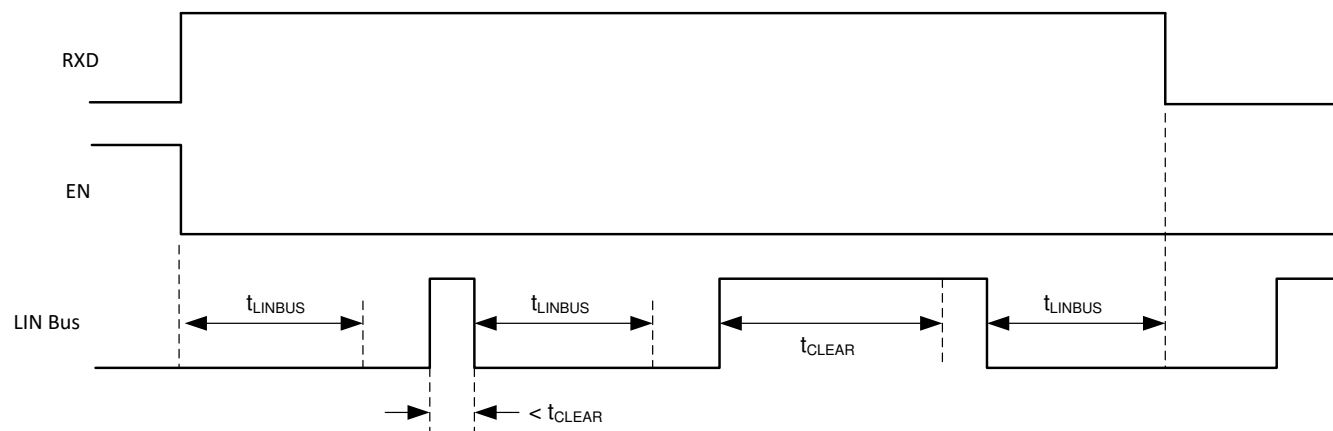 RXD
EN
LIN Bus
tLINBUS
tLINBUS
tCLEAR
tLINBUS
< tCLEAR